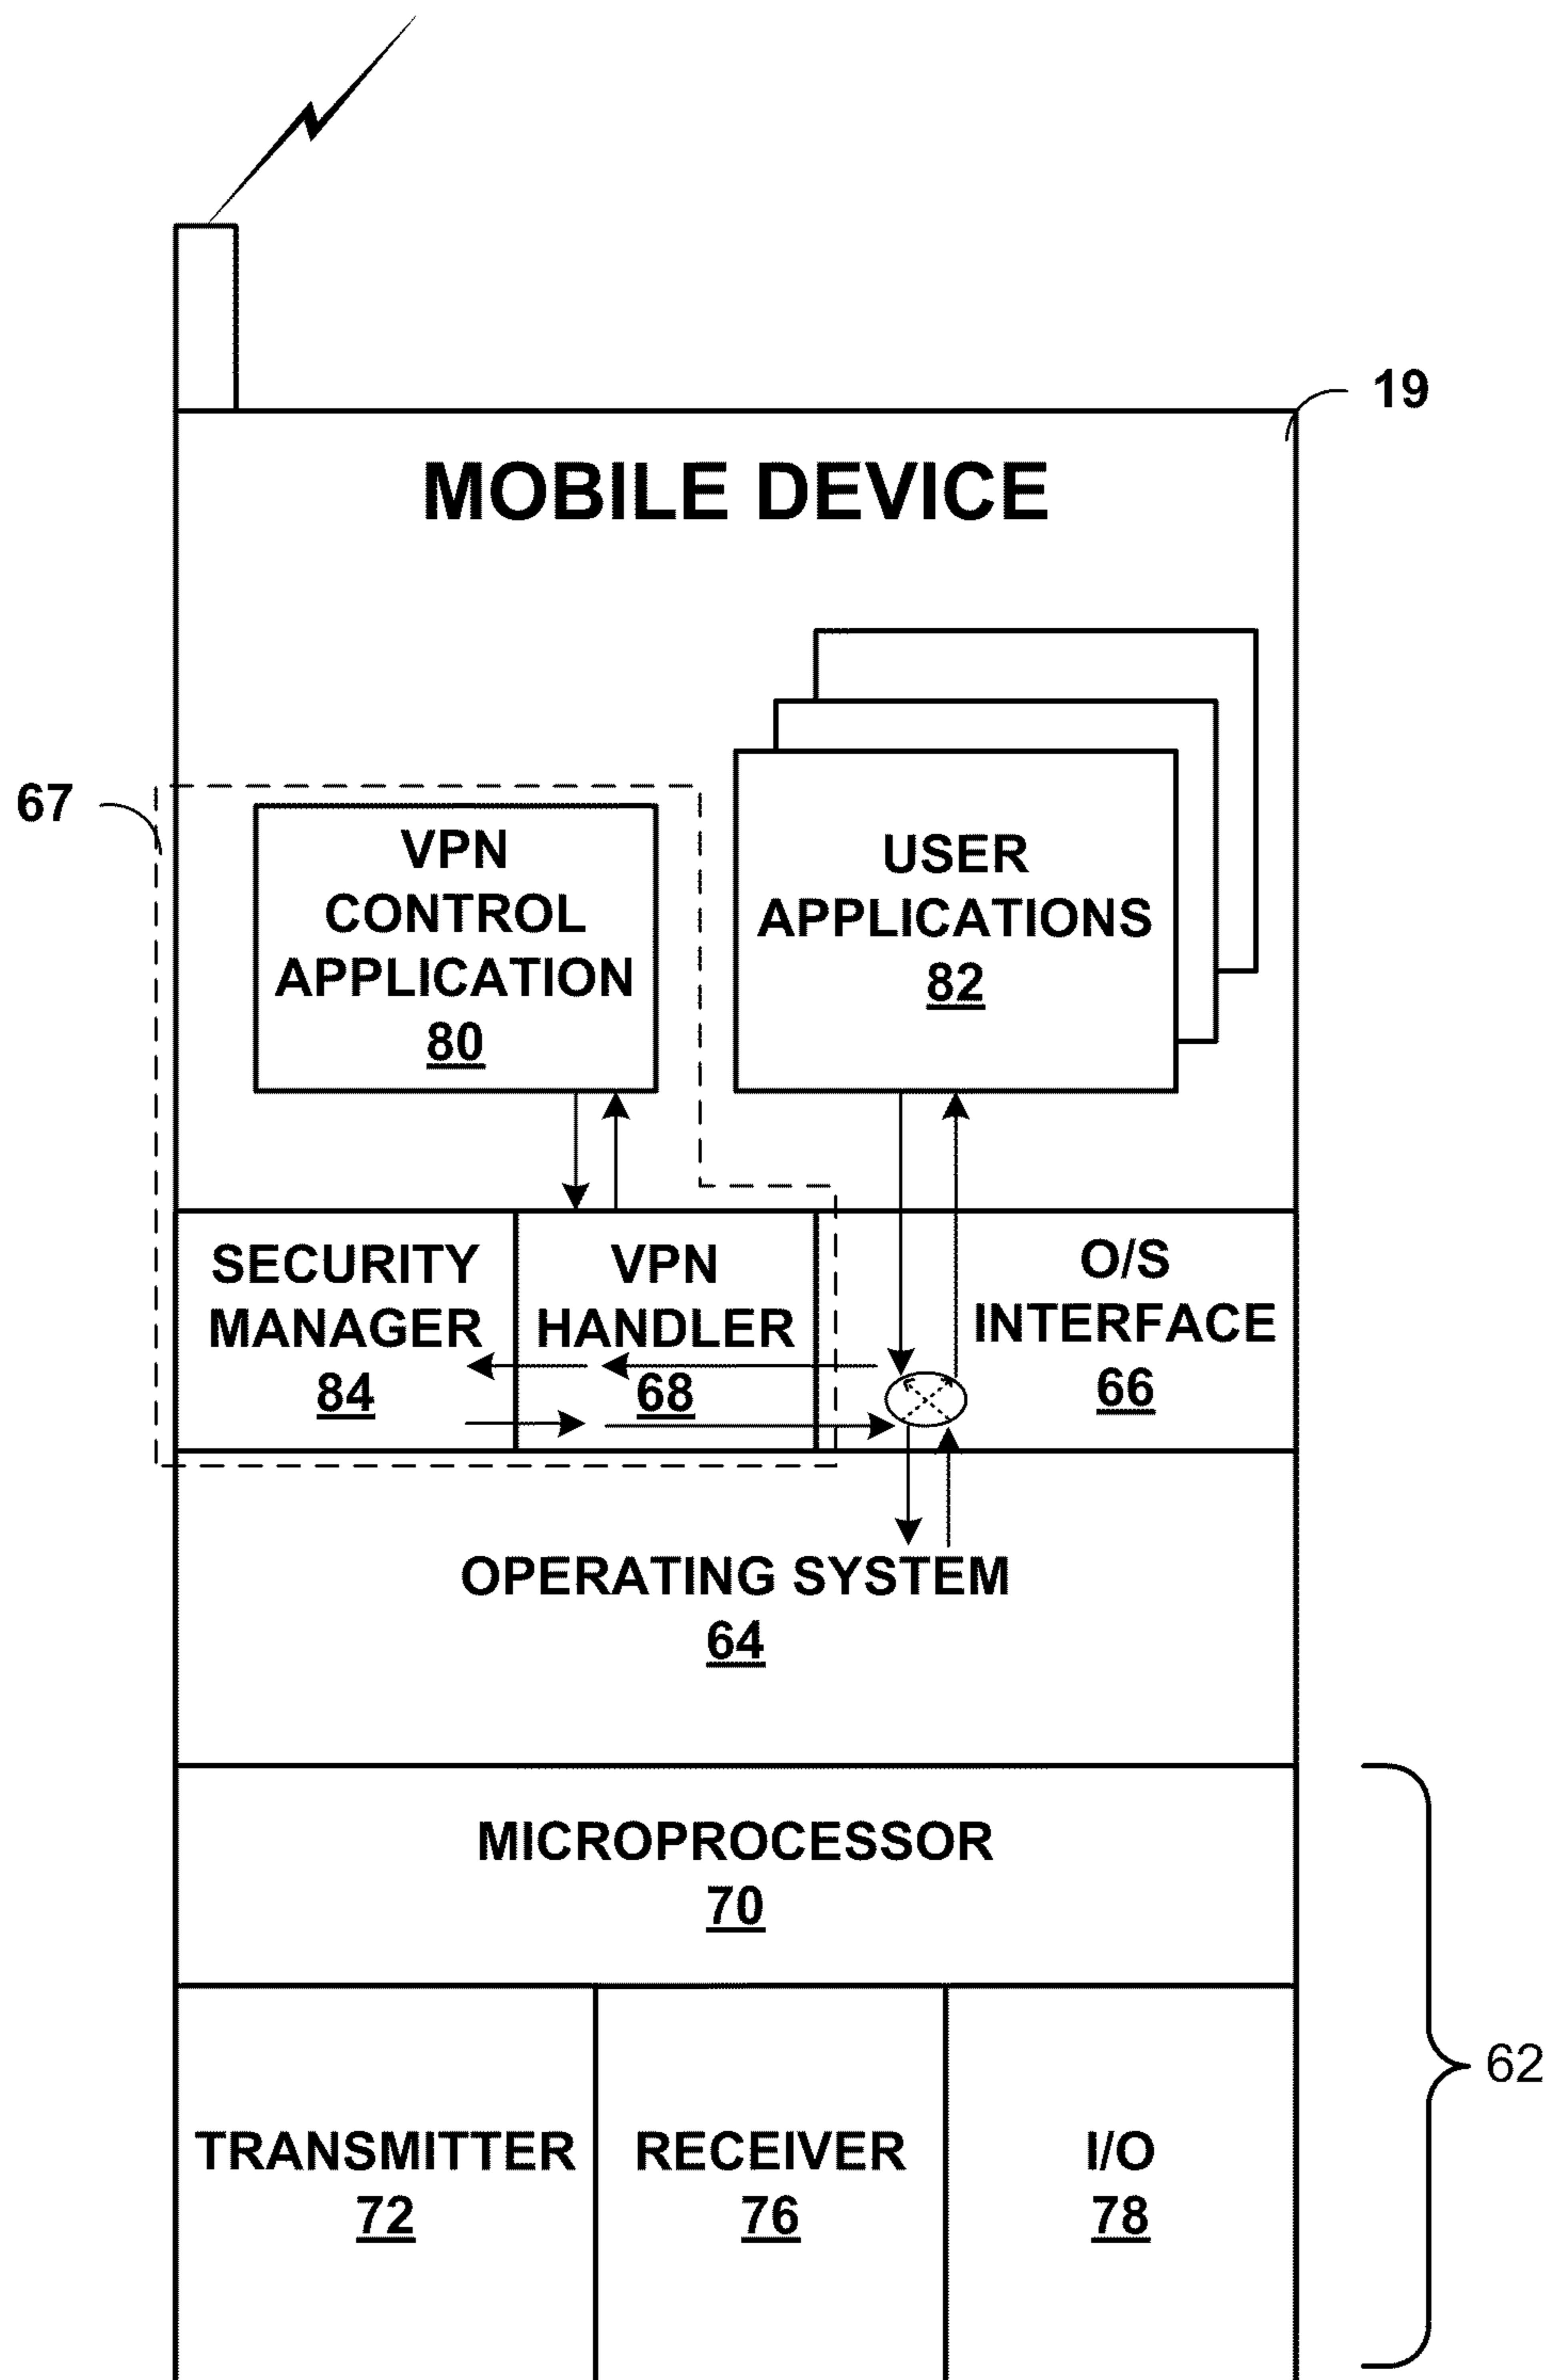 19
MOBILE DEVICE
67
VPN
CONTROL
APPLICATION
80
USER
APPLICATIONS
82
SECURITY
MANAGER
84
VPN
HANDLER
68
O/S
INTERFACE
66
OPERATING SYSTEM
64
MICROPROCESSOR
70
62
TRANSMITTER
72
RECEIVER
76
I/O
78